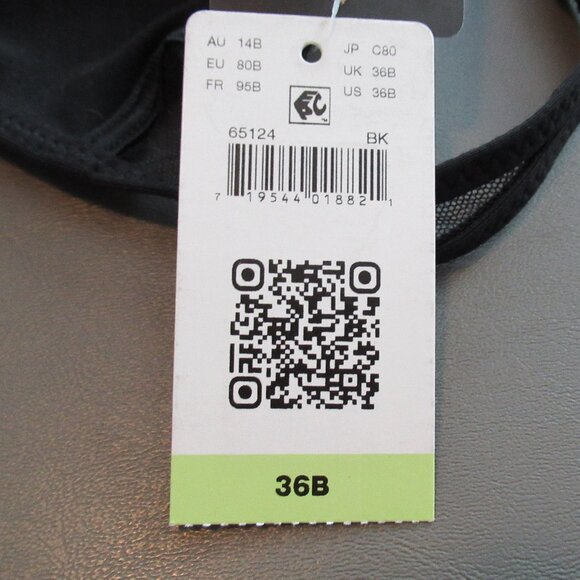 AU 14B JP C80
EU 80B UK 36B
FR 95B US 36B
65124 BK
7 19544 01882 1
36B